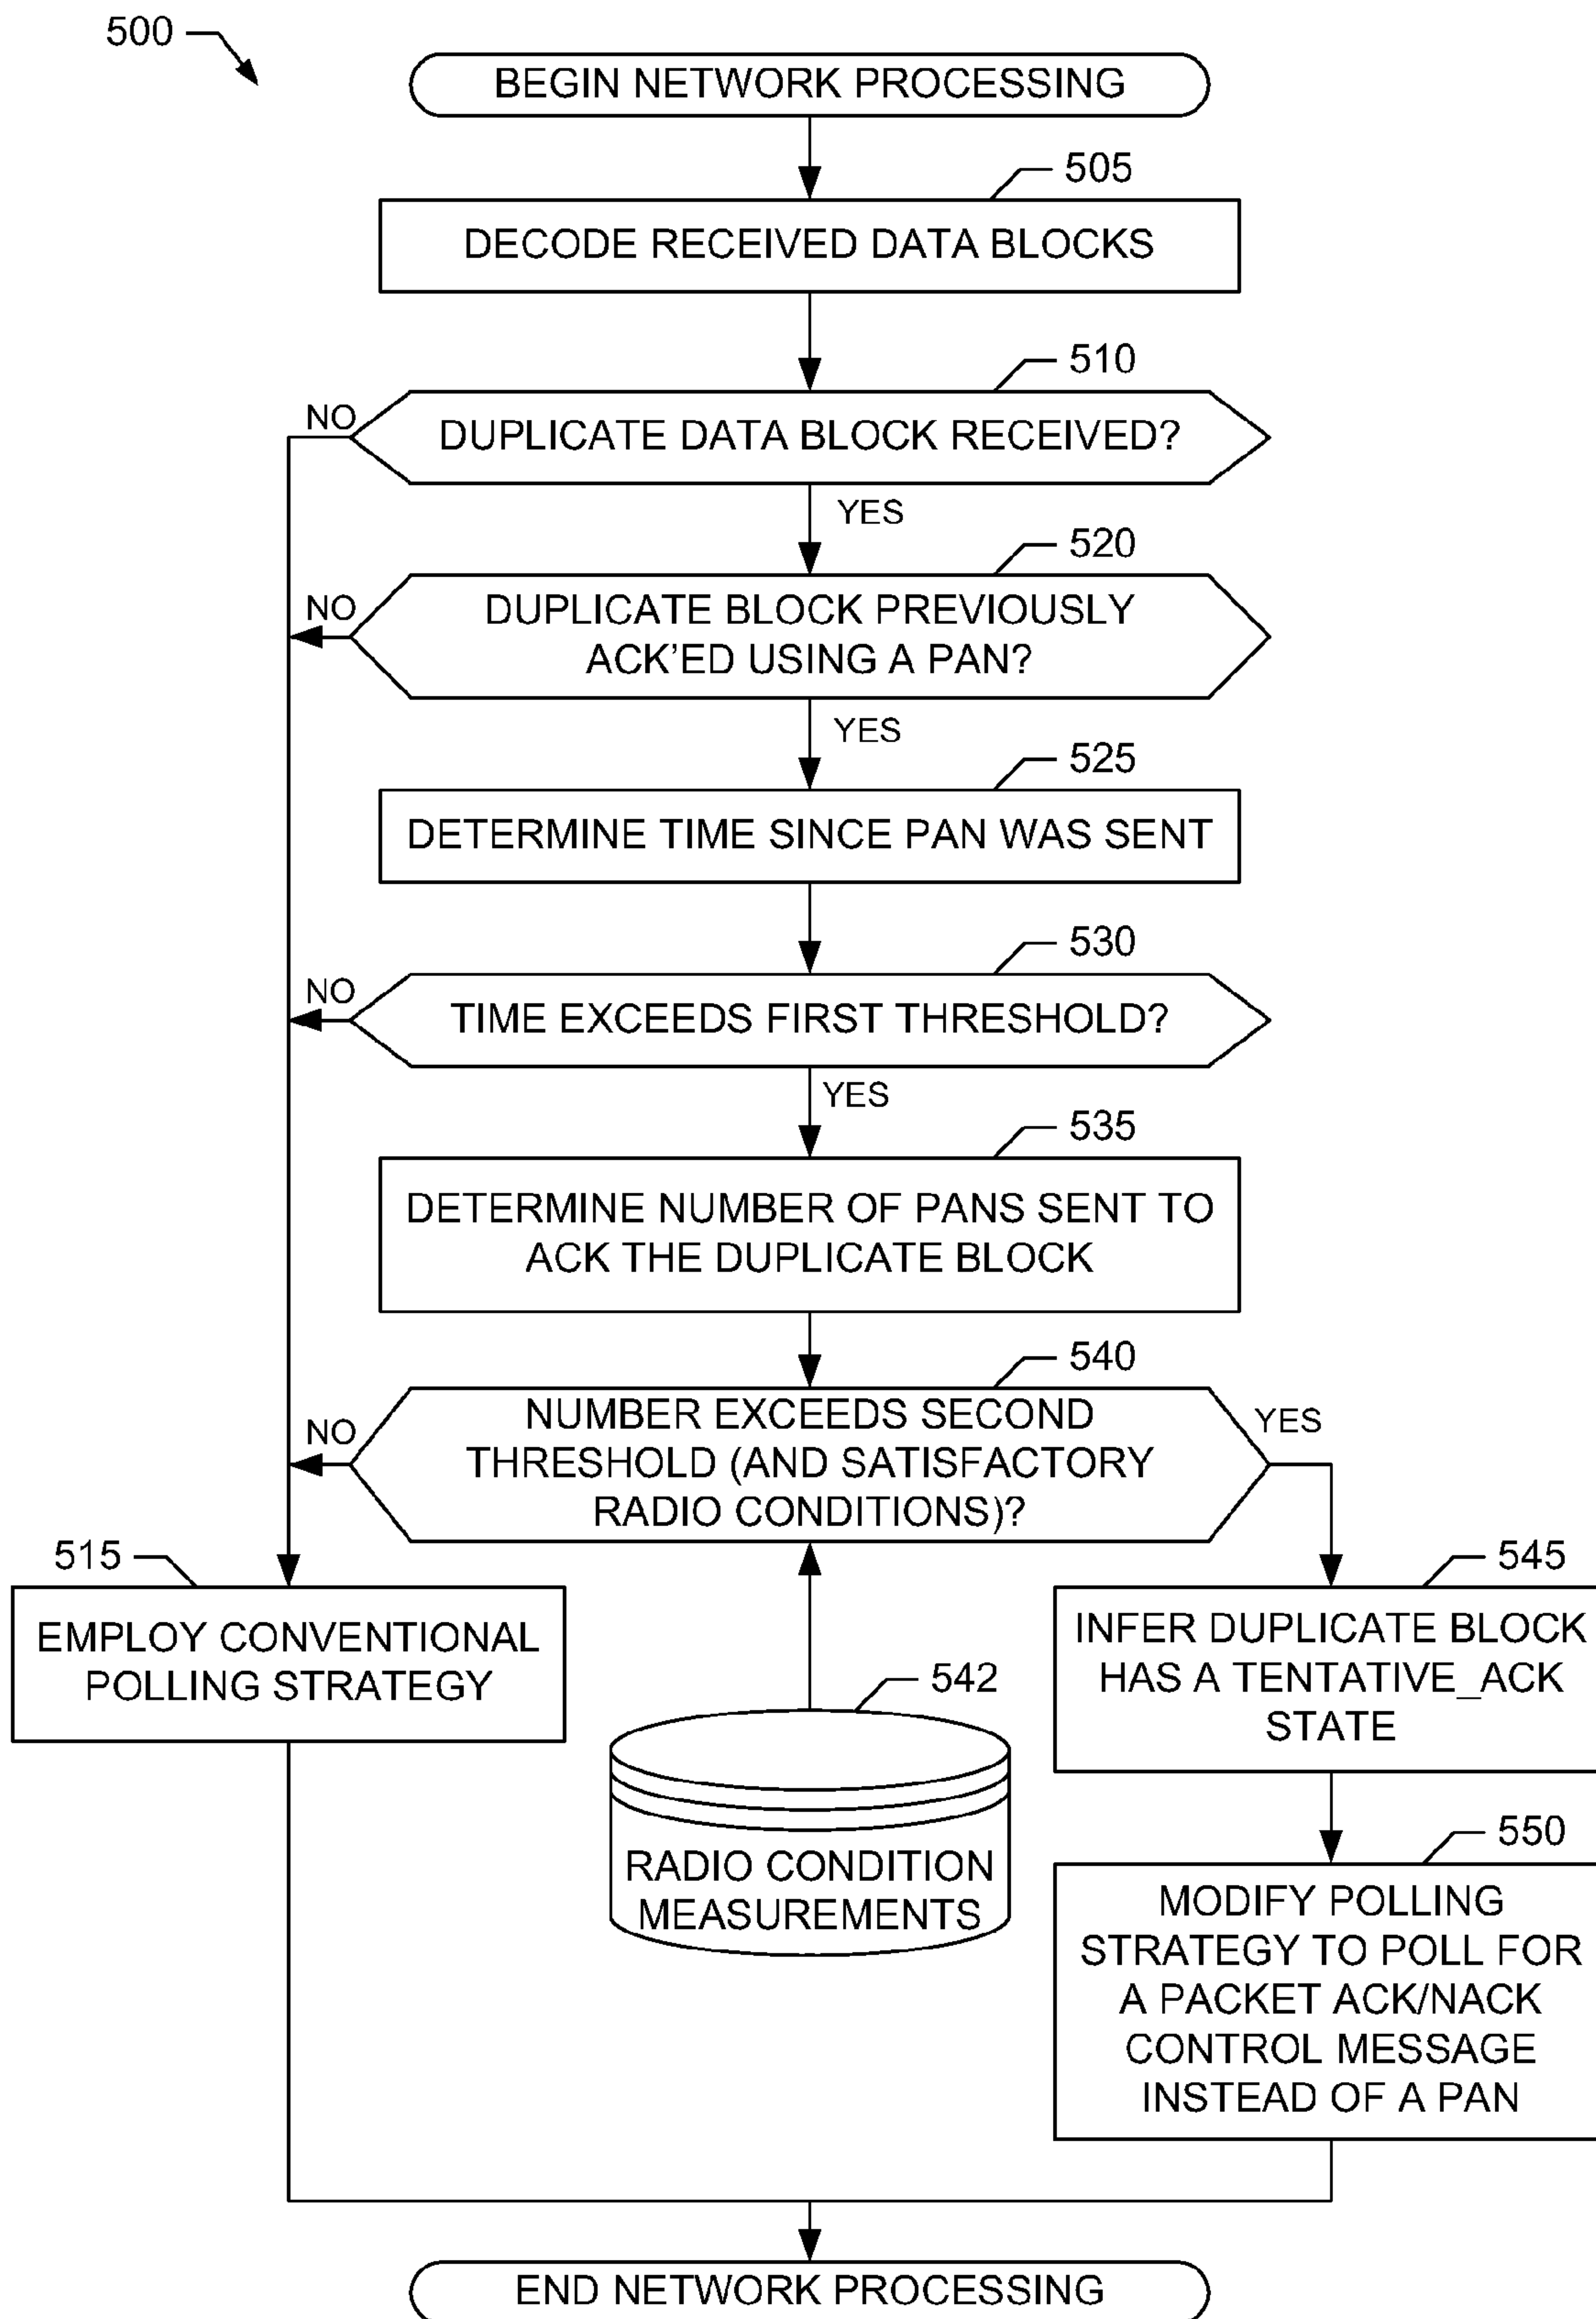 500
BEGIN NETWORK PROCESSING
505
DECODE RECEIVED DATA BLOCKS
510
NO
DUPLICATE DATA BLOCK RECEIVED?
YES
520
NO
DUPLICATE BLOCK PREVIOUSLY
ACK'ED USING A PAN?
YES
525
DETERMINE TIME SINCE PAN WAS SENT
530
NO
TIME EXCEEDS FIRST THRESHOLD?
YES
535
DETERMINE NUMBER OF PANS SENT TO
ACK THE DUPLICATE BLOCK
540
NO
NUMBER EXCEEDS SECOND
THRESHOLD (AND SATISFACTORY
RADIO CONDITIONS)?
YES
515
EMPLOY CONVENTIONAL
POLLING STRATEGY
542
RADIO CONDITION
MEASUREMENTS
545
INFER DUPLICATE BLOCK
HAS A TENTATIVE_ACK
STATE
550
MODIFY POLLING
STRATEGY TO POLL FOR
A PACKET ACK/NACK
CONTROL MESSAGE
INSTEAD OF A PAN
END NETWORK PROCESSING